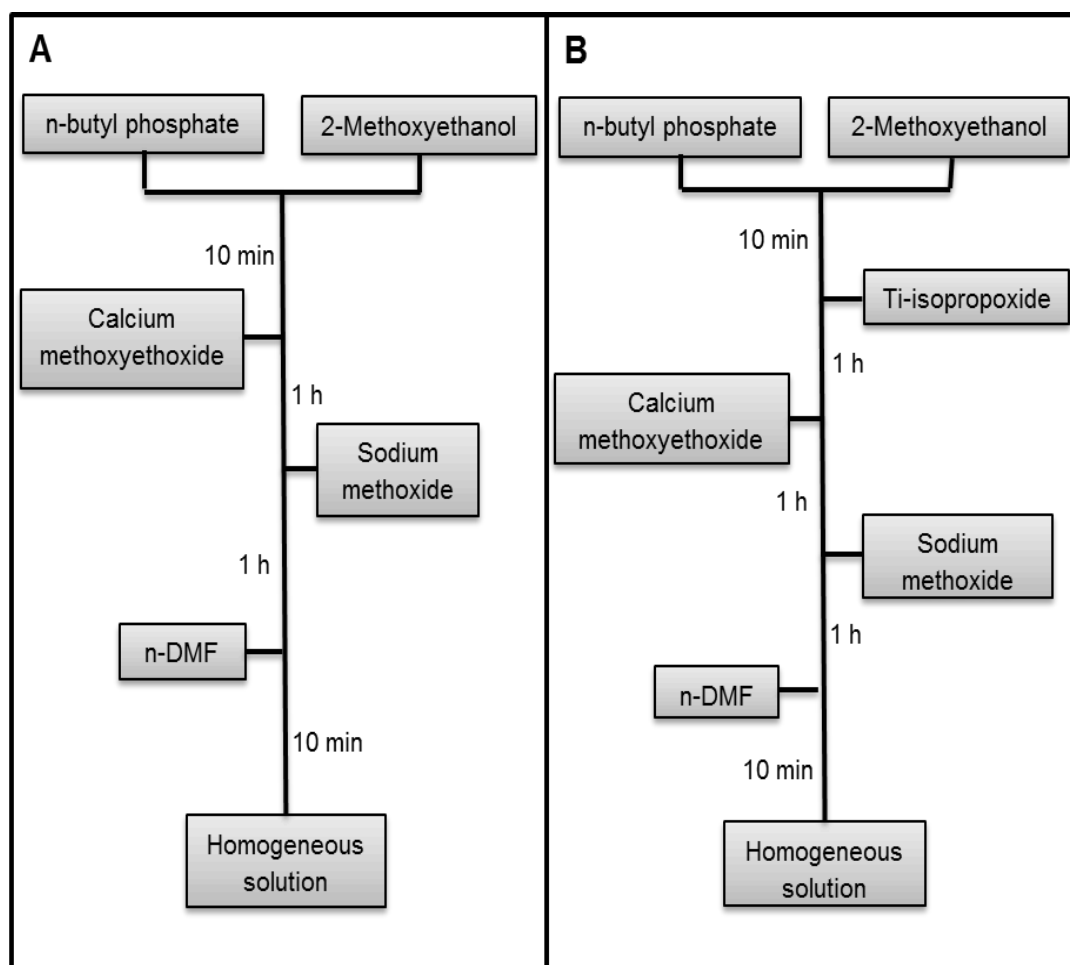 A
n-butyl phosphate
2-Methoxyethanol
10 min
Calcium
methoxyethoxide
1 h
Sodium
methoxide
1 h
n-DMF
10 min
Homogeneous
solution
B
n-butyl phosphate
2-Methoxyethanol
10 min
Ti-isopropoxide
1 h
Calcium
methoxyethoxide
1 h
Sodium
methoxide
1 h
n-DMF
10 min
Homogeneous
solution